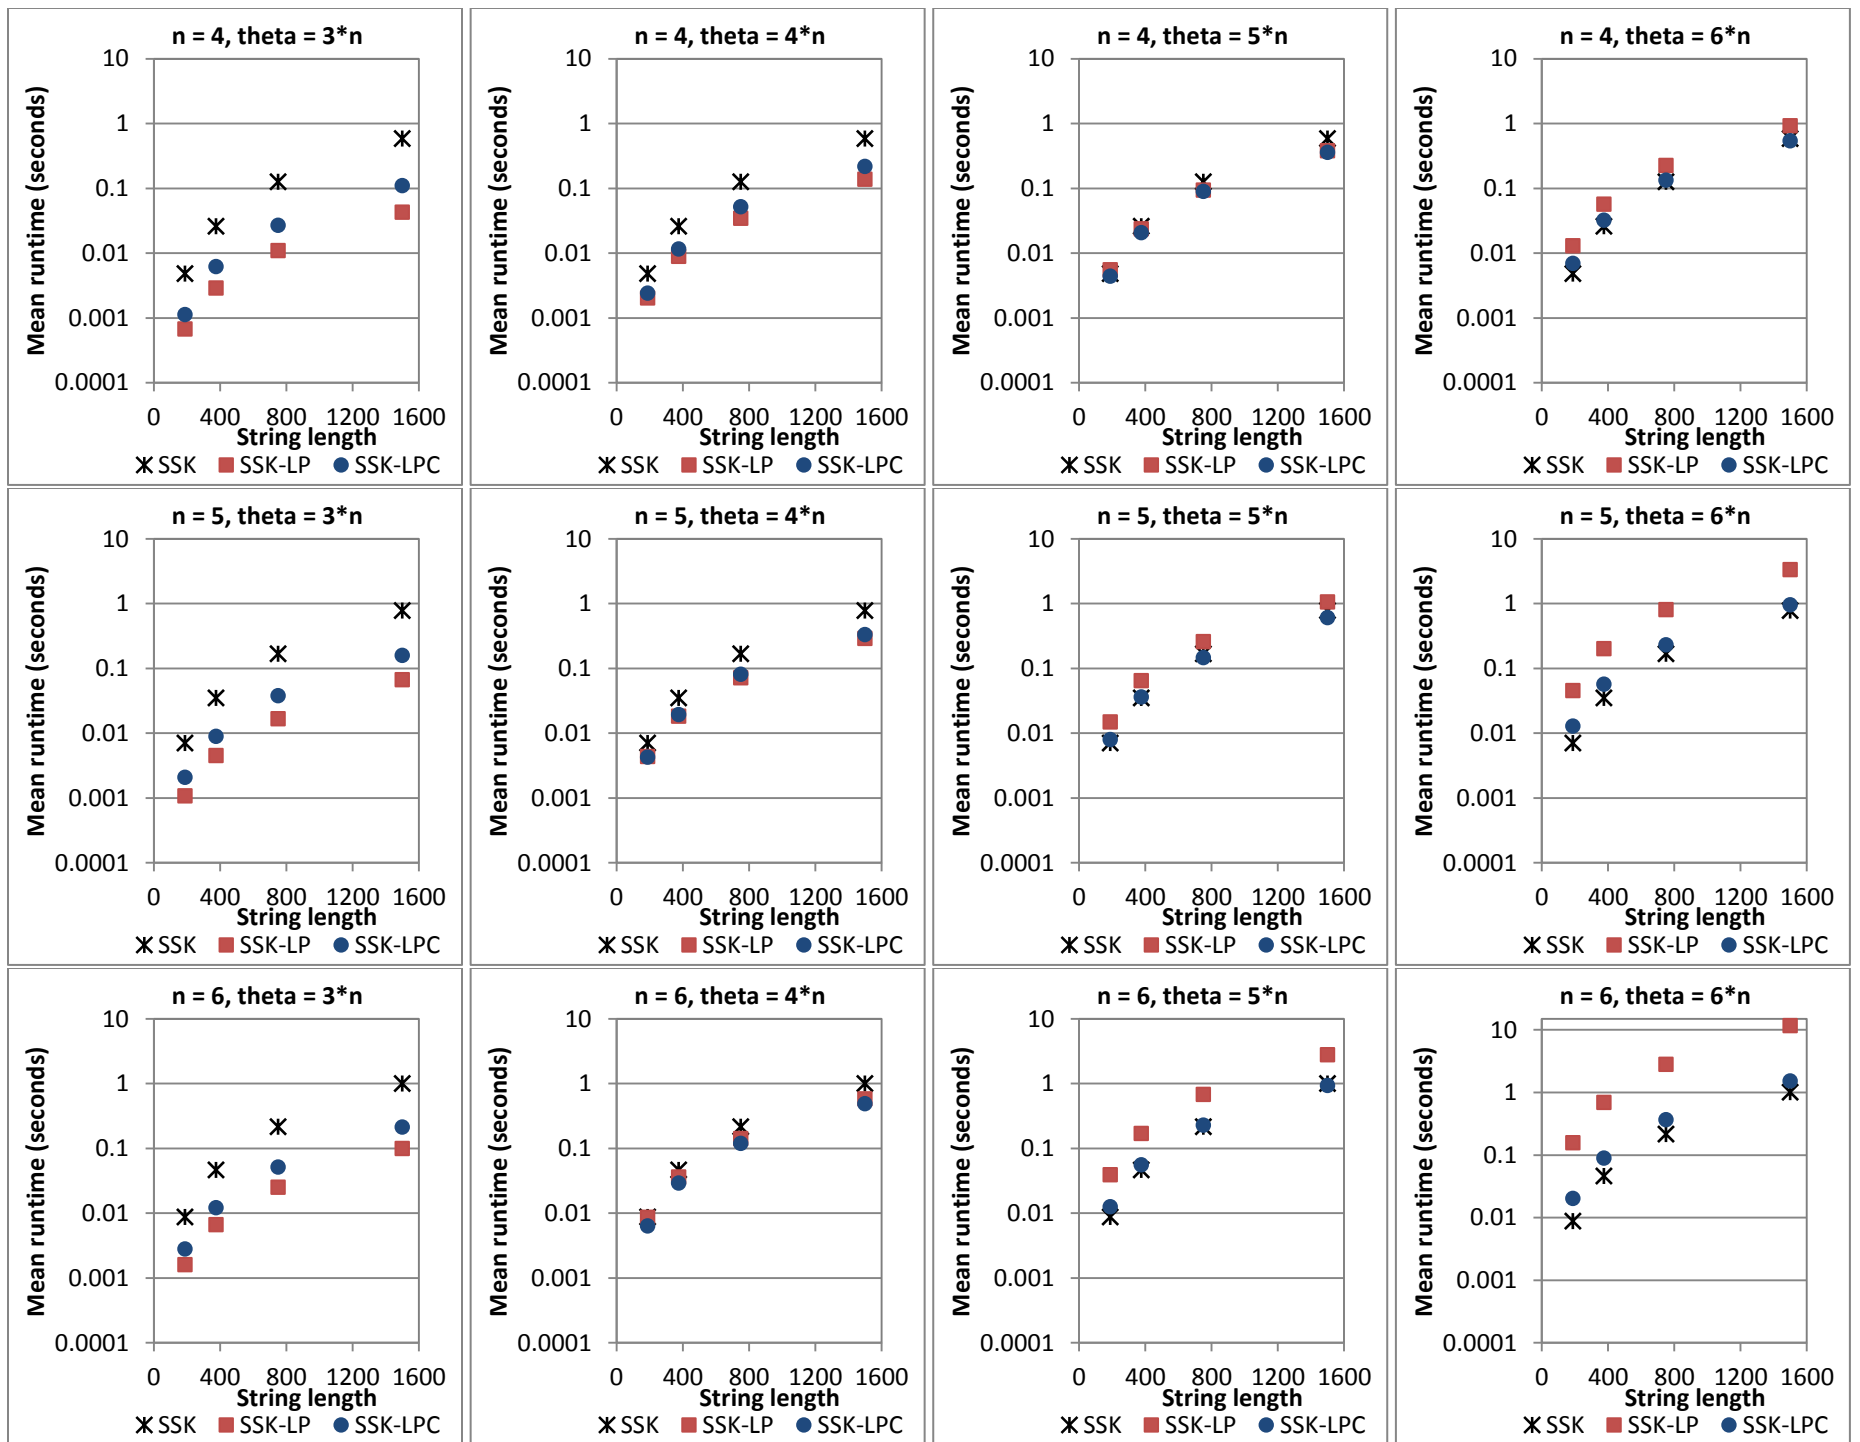 n = 4, theta = 3*n
Mean runtime (seconds)
10
1
0.1
0.01
0.001
0.0001
0 400 800 1200 1600
String length
SSK SSK-LP SSK-LPC
n = 4, theta = 4*n
Mean runtime (seconds)
10
1
0.1
0.01
0.001
0.0001
0 400 800 1200 1600
String length
SSK SSK-LP SSK-LPC
n = 4, theta = 5*n
Mean runtime (seconds)
10
1
0.1
0.01
0.001
0.0001
0 400 800 1200 1600
String length
SSK SSK-LP SSK-LPC
n = 4, theta = 6*n
Mean runtime (seconds)
10
1
0.1
0.01
0.001
0.0001
0 400 800 1200 1600
String length
SSK SSK-LP SSK-LPC
n = 5, theta = 3*n
Mean runtime (seconds)
10
1
0.1
0.01
0.001
0.0001
0 400 800 1200 1600
String length
SSK SSK-LP SSK-LPC
n = 5, theta = 4*n
Mean runtime (seconds)
10
1
0.1
0.01
0.001
0.0001
0 400 800 1200 1600
String length
SSK SSK-LP SSK-LPC
n = 5, theta = 5*n
Mean runtime (seconds)
10
1
0.1
0.01
0.001
0.0001
0 400 800 1200 1600
String length
SSK SSK-LP SSK-LPC
n = 5, theta = 6*n
Mean runtime (seconds)
10
1
0.1
0.01
0.001
0.0001
0 400 800 1200 1600
String length
SSK SSK-LP SSK-LPC
n = 6, theta = 3*n
Mean runtime (seconds)
10
1
0.1
0.01
0.001
0.0001
0 400 800 1200 1600
String length
SSK SSK-LP SSK-LPC
n = 6, theta = 4*n
Mean runtime (seconds)
10
1
0.1
0.01
0.001
0.0001
0 400 800 1200 1600
String length
SSK SSK-LP SSK-LPC
n = 6, theta = 5*n
Mean runtime (seconds)
10
1
0.1
0.01
0.001
0.0001
0 400 800 1200 1600
String length
SSK SSK-LP SSK-LPC
n = 6, theta = 6*n
Mean runtime (seconds)
10
1
0.1
0.01
0.001
0.0001
0 400 800 1200 1600
String length
SSK SSK-LP SSK-LPC